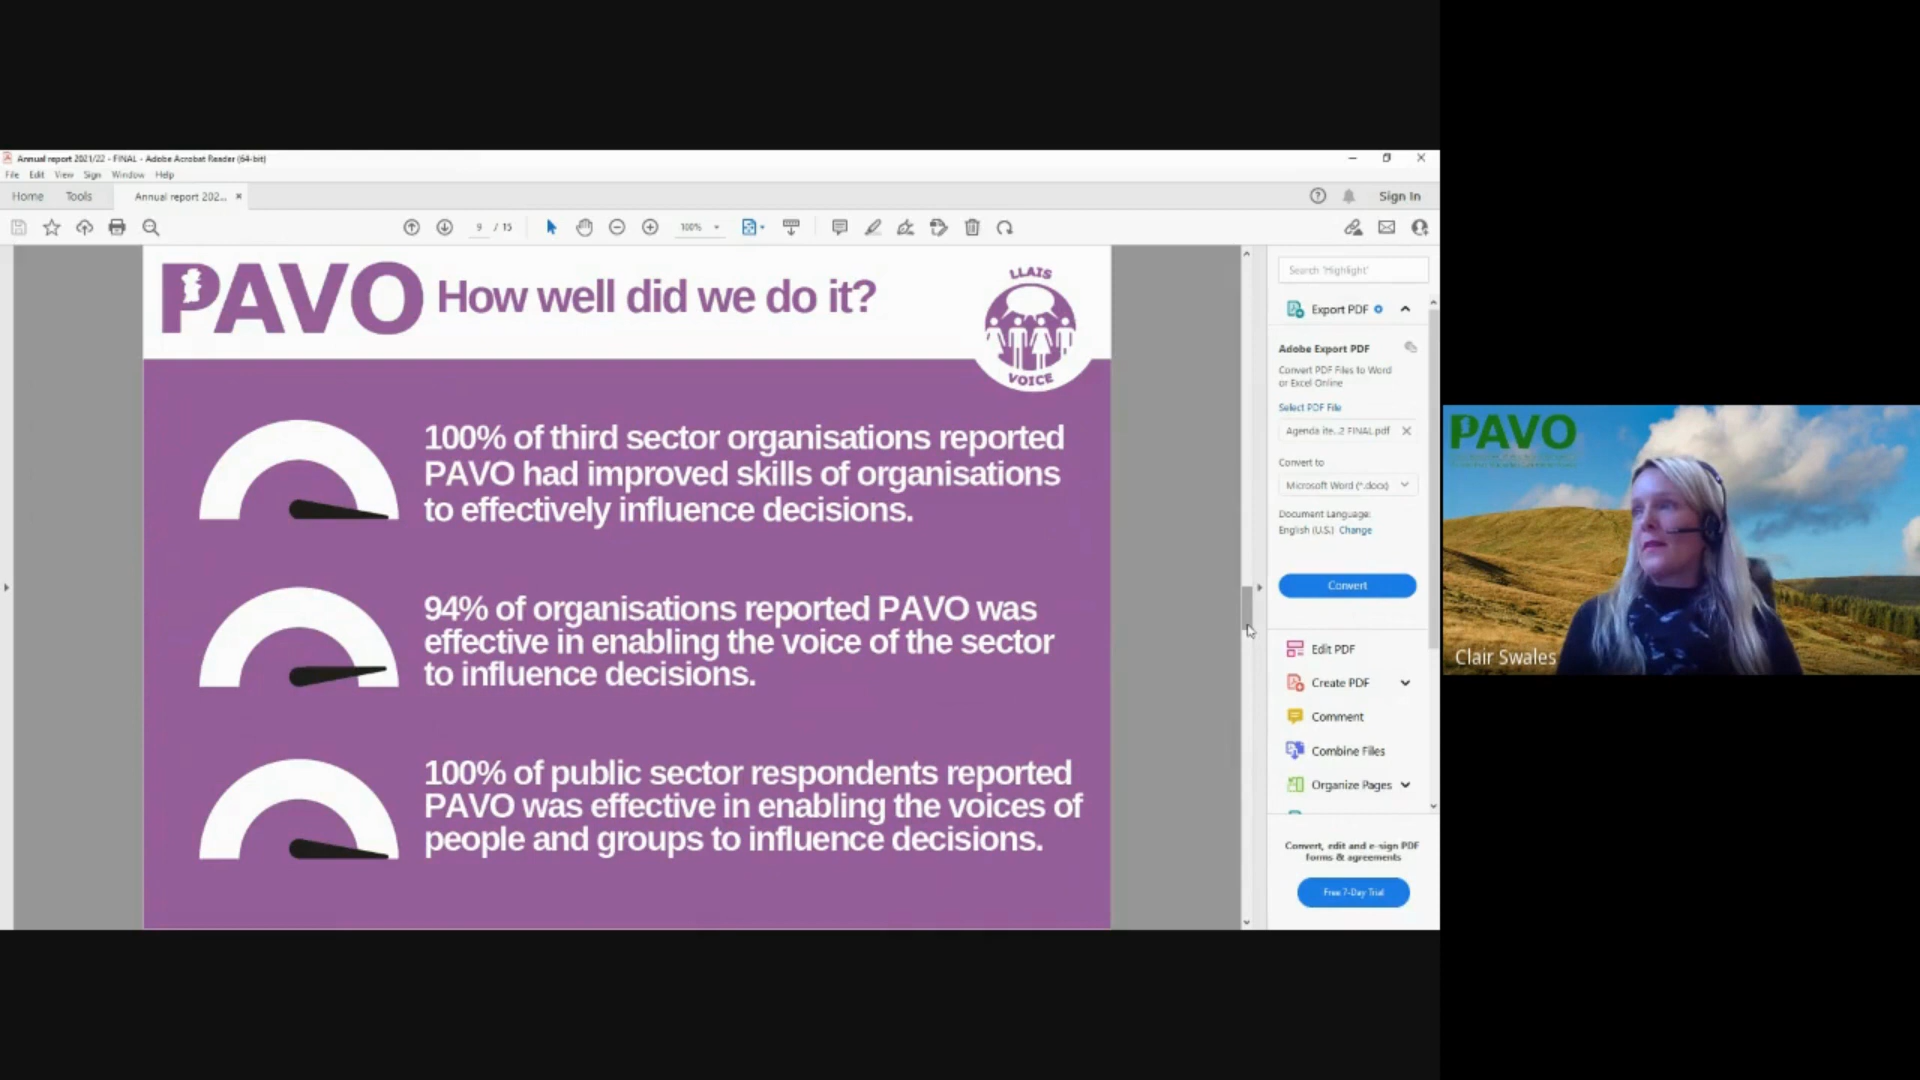 Annual report 2021/22 - FINAL - Adobe Acrobat Reader (64-bit)
File Edit View Sign Window Help
Home Tools Annual report 202... × Sign In
9 / 15 100%
PAVO How well did we do it?
LLAIS
VOICE
100% of third sector organisations reported
PAVO had improved skills of organisations
to effectively influence decisions.
94% of organisations reported PAVO was
effective in enabling the voice of the sector
to influence decisions.
100% of public sector respondents reported
PAVO was effective in enabling the voices of
people and groups to influence decisions.
Search 'Highlight'
Export PDF
Adobe Export PDF
Convert PDF Files to Word
or Excel Online
Select PDF File
Agenda ite...2 FINAL.pdf
Convert to
Microsoft Word (*.docx)
Document Language:
English (U.S.) Change
Convert
Edit PDF
Create PDF
Comment
Combine Files
Organize Pages
Convert, edit and e-sign PDF
forms & agreements
Free 7-Day Trial
PAVO
Clair Swales